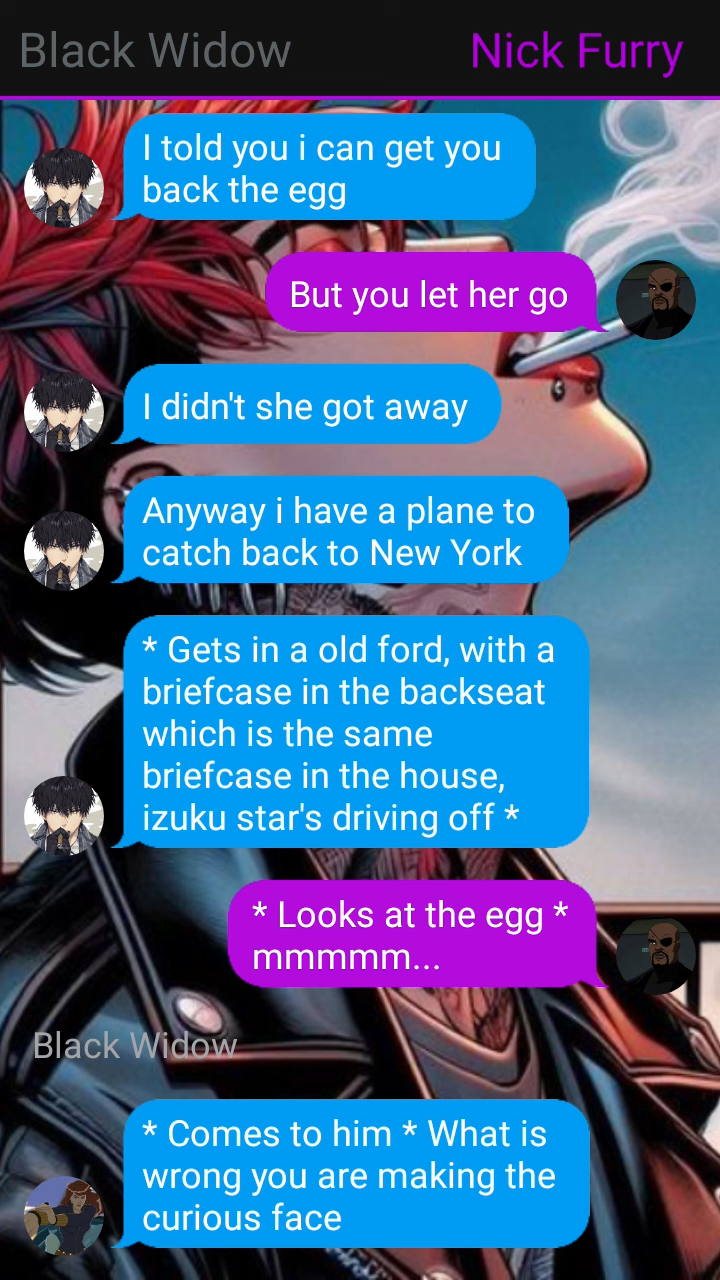 Black Widow
Nick Furry
I told you i can get you
back the egg
But you let her go
I didn't she got away
Anyway i have a plane to
catch back to New York
* Gets in a old ford, with a
briefcase in the backseat
which is the same
briefcase in the house,
izuku star's driving off *
* Looks at the egg *
mmmmm...
Black Widow
* Comes to him * What is
wrong you are making the
curious face